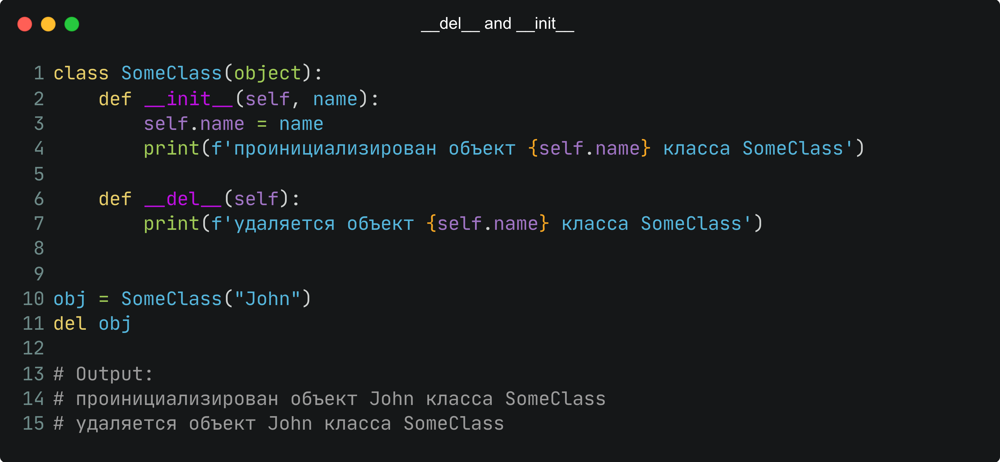 __del__ and __init__
1 class SomeClass(object):
2     def __init__(self, name):
3         self.name = name
4         print(f'проинициализирован объект {self.name} класса SomeClass')
5
6     def __del__(self):
7         print(f'удаляется объект {self.name} класса SomeClass')
8
9
10 obj = SomeClass("John")
11 del obj
12
13 # Output:
14 # проинициализирован объект John класса SomeClass
15 # удаляется объект John класса SomeClass